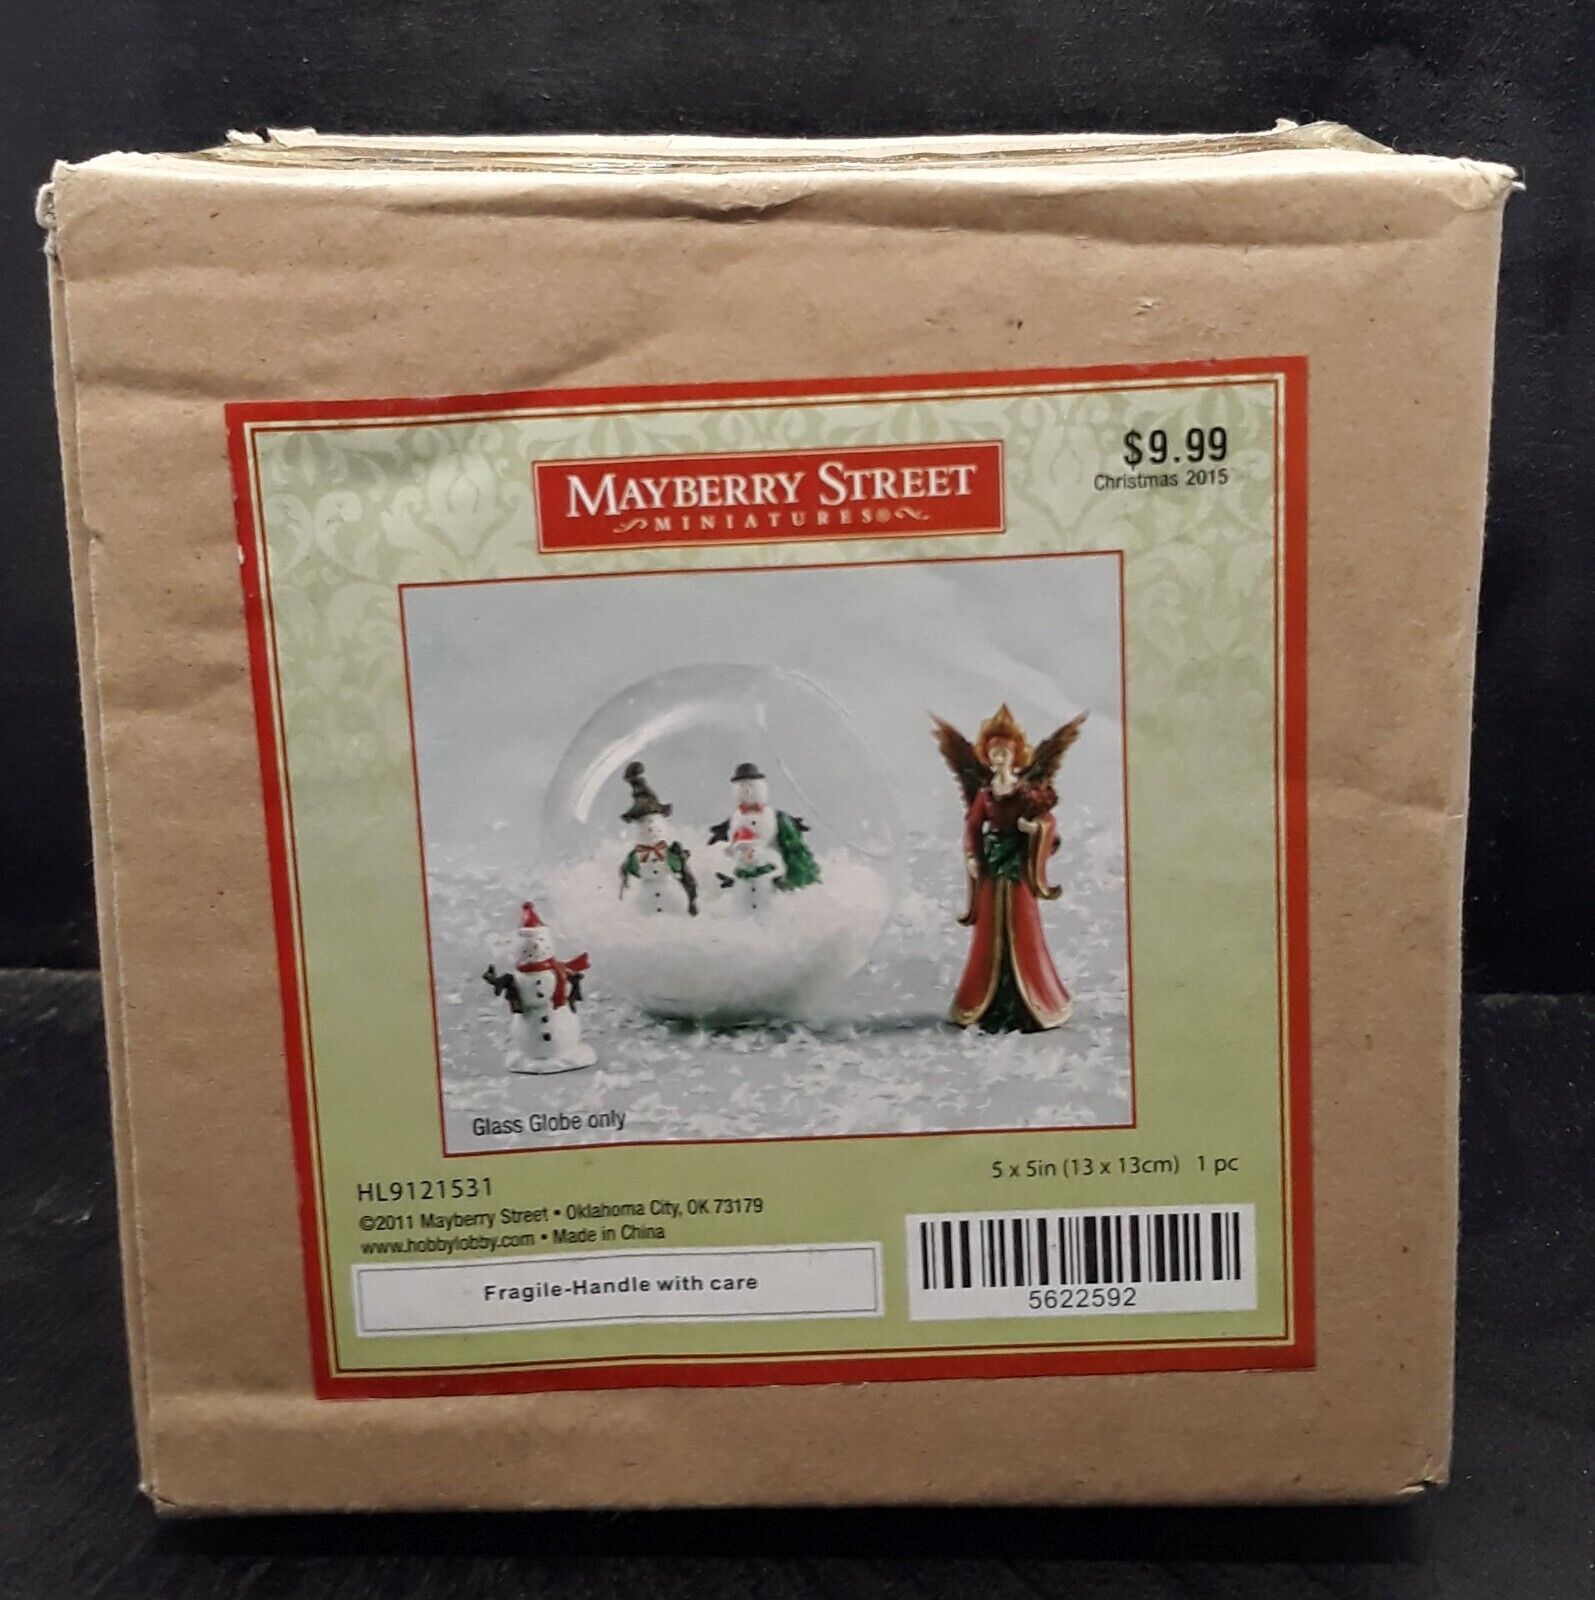 MAYBERRY STREET
MINIATURES®
$9.99
Christmas 2015
Glass Globe only
5 x 5in (13 x 13cm) 1 pc
HL9121531
©2011 Mayberry Street • Oklahoma City, OK 73179
www.hobbylobby.com • Made in China
Fragile-Handle with care
5622592